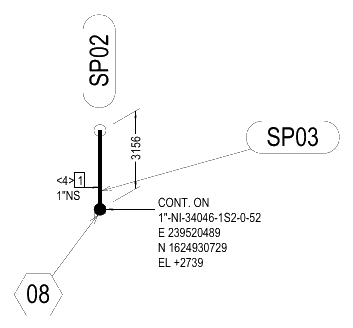 SP02
3156
SP03
<4> 1
1"NS
CONT. ON
1"-NI-34046-1S2-0-52
E 239520489
N 1624930729
EL +2739
08